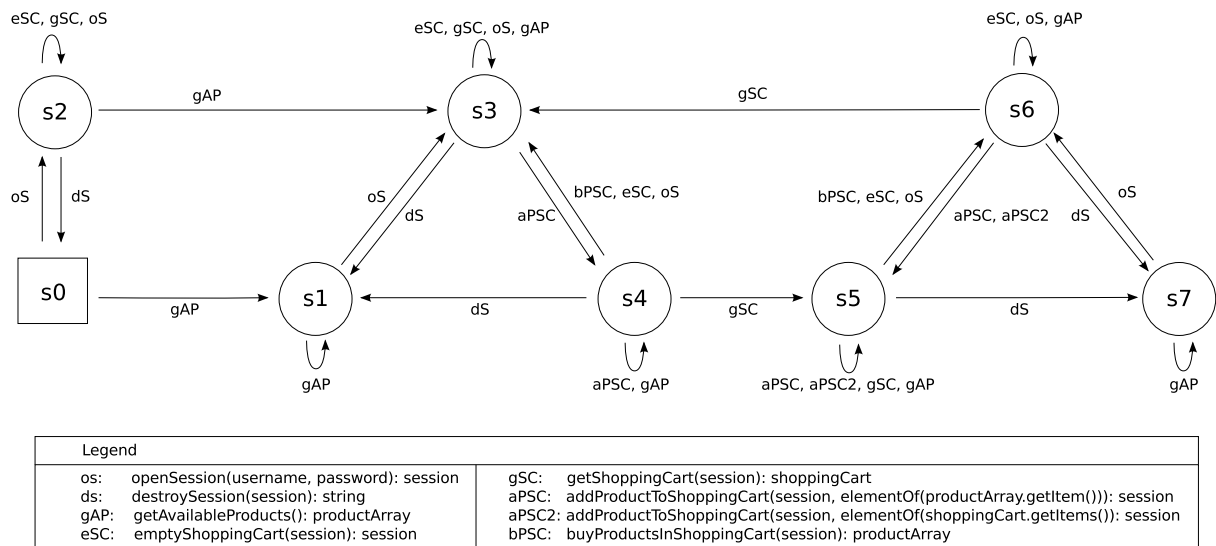 eSC, gSC, oS
eSC, gSC, oS, gAP
eSC, oS, gAP
s2
gAP
s3
gSC
s6
oS
dS
oS
dS
bPSC, eSC, oS
aPSC
bPSC, eSC, oS
aPSC, aPSC2
dS
oS
s0
gAP
s1
dS
s4
gSC
s5
dS
s7
gAP
aPSC, gAP
aPSC, aPSC2, gSC, gAP
gAP
Legend
os: openSession(username, password): session
ds: destroySession(session): string
gAP: getAvailableProducts(): productArray
eSC: emptyShoppingCart(session): session
gSC: getShoppingCart(session): shoppingCart
aPSC: addProductToShoppingCart(session, elementOf(productArray.getItem())): session
aPSC2: addProductToShoppingCart(session, elementOf(shoppingCart.getItems()): session
bPSC: buyProductsInShoppingCart(session): productArray